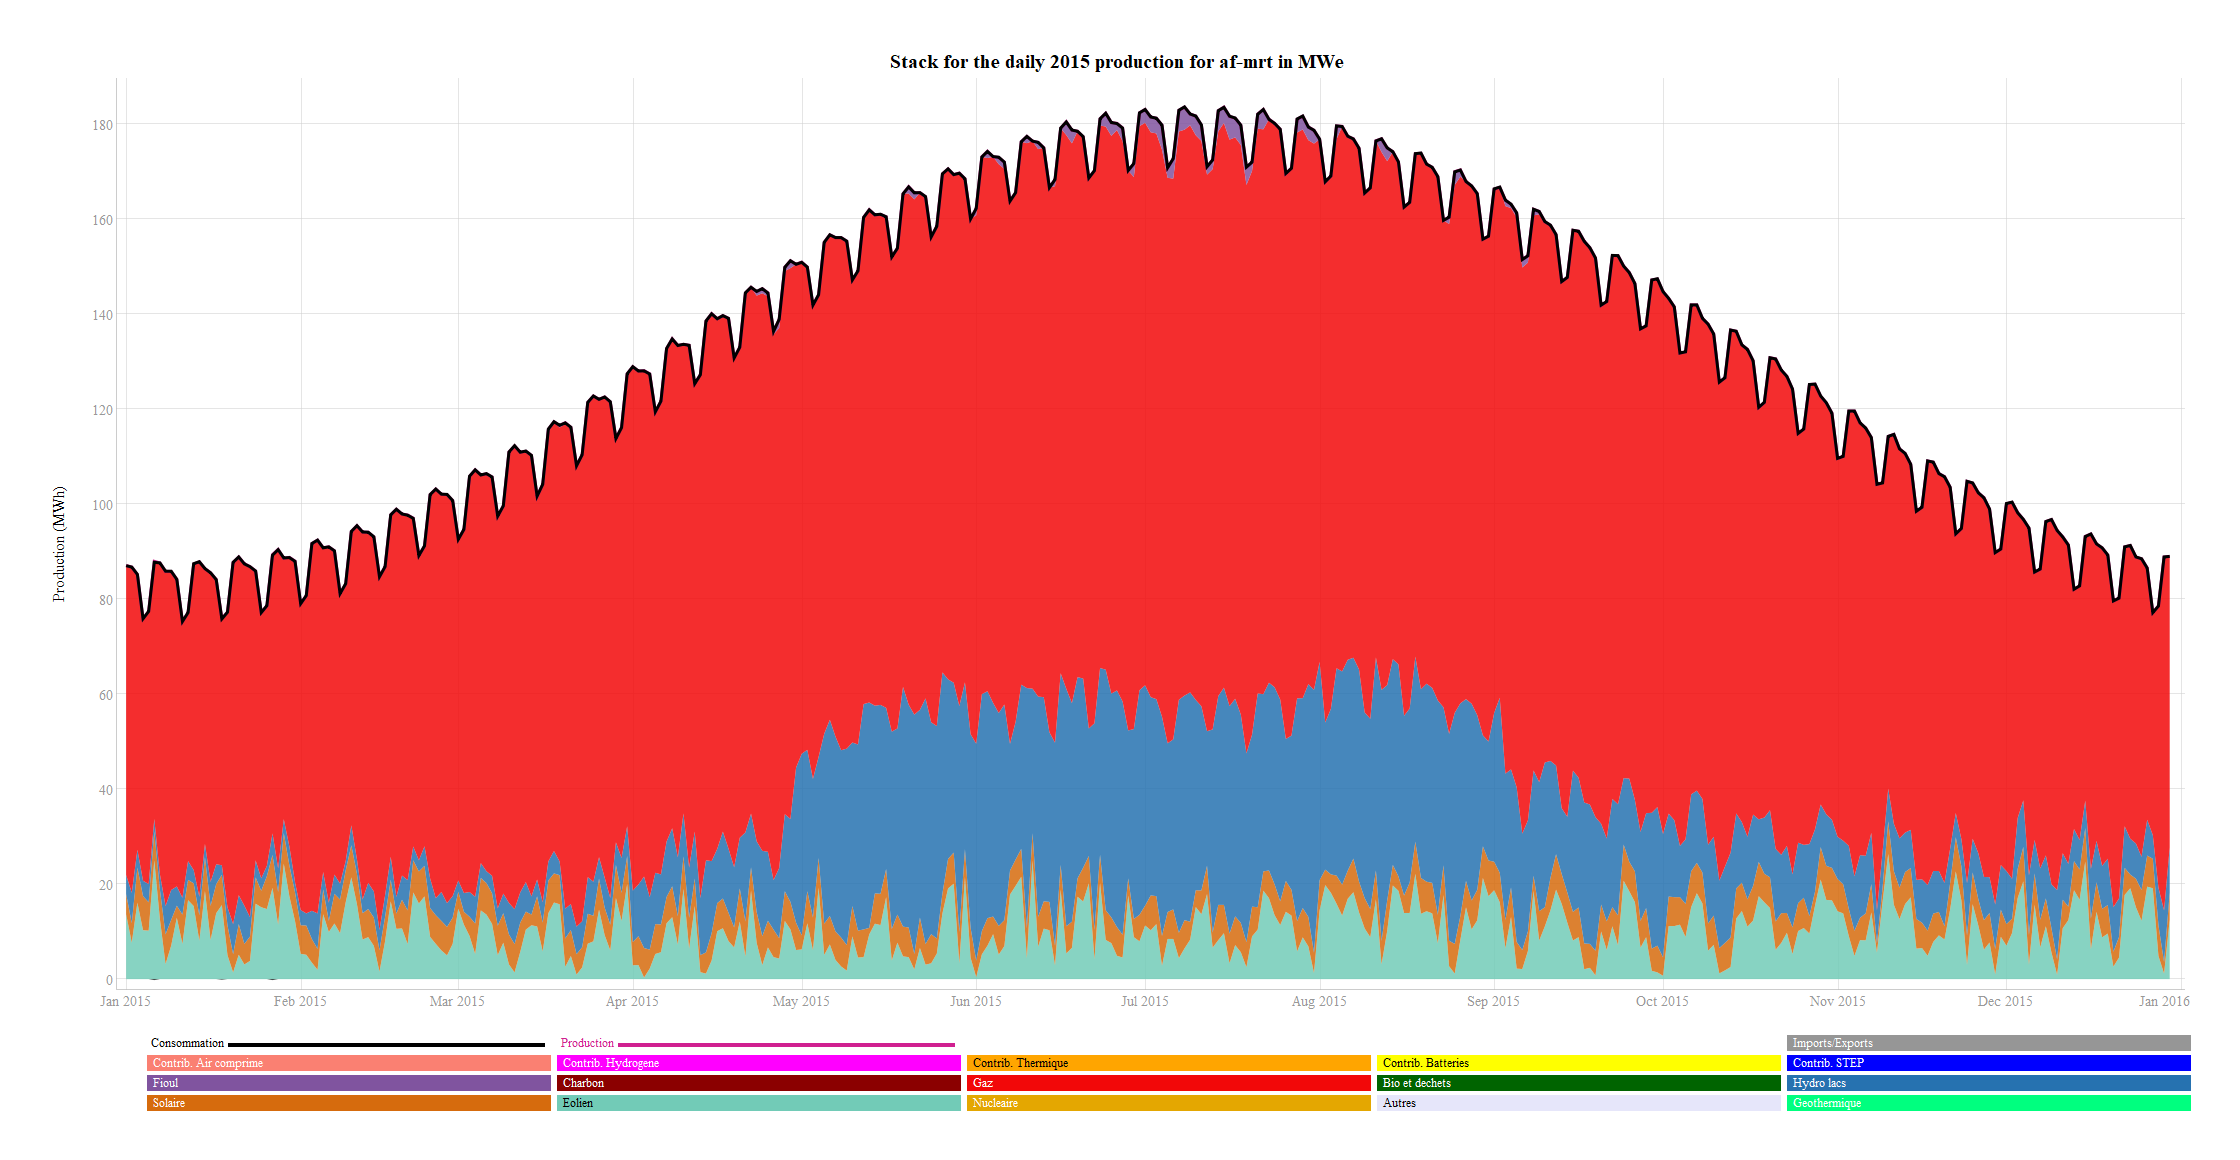 Stack for the daily 2015 production for af-mrt in MWe
Production (MWh)
180
160
140
120
100
80
60
40
20
0
Jan 2015 Feb 2015 Mar 2015 Apr 2015 May 2015 Jun 2015 Jul 2015 Aug 2015 Sep 2015 Oct 2015 Nov 2015 Dec 2015 Jan 2016
Consommation Production Imports/Exports
Contrib. Air comprime Contrib. Hydrogene Contrib. Thermique Contrib. Batteries Contrib. STEP
Fioul Charbon Gaz Bio et dechets Hydro lacs
Solaire Eolien Nucleaire Autres Geothermique